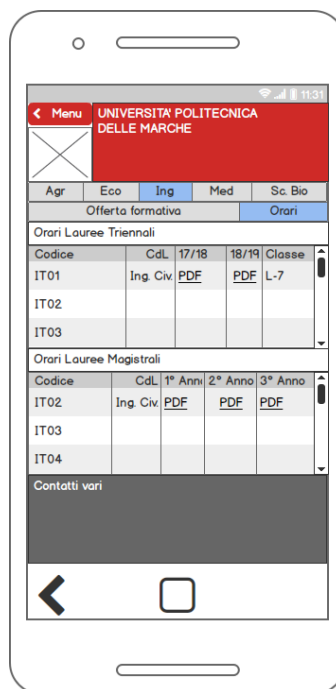 11:31
Menu
UNIVERSITA' POLITECNICA
DELLE MARCHE
Agr Eco Ing Med Sc. Bio
Offerta formativa Orari
Orari Lauree Triennali
Codice CdL 17/18 18/19 Classe
IT01 Ing. Civ. PDF PDF L-7
IT02
IT03
Orari Lauree Magistrali
Codice CdL 1° Anno 2° Anno 3° Anno
IT02 Ing. Civ. PDF PDF PDF
IT03
IT04
Contatti vari